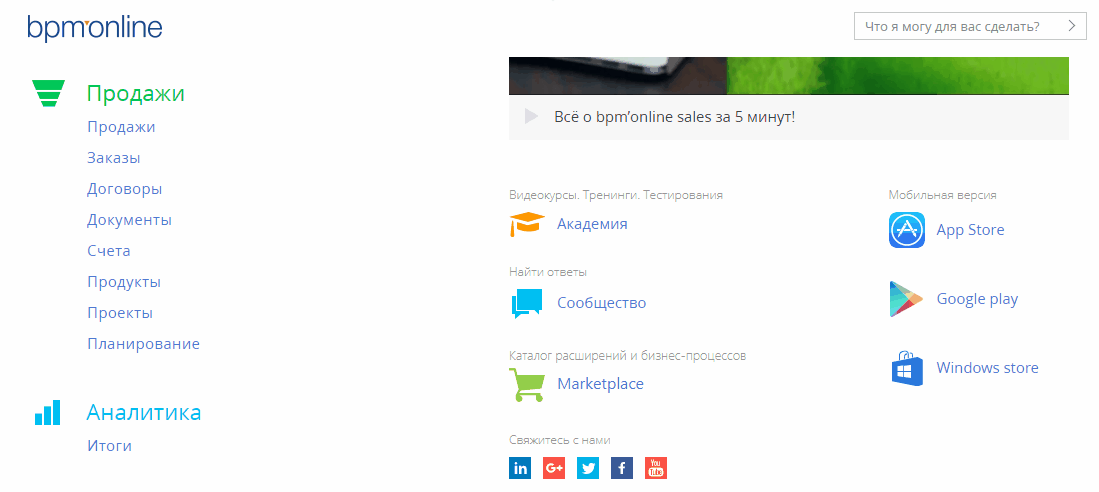 bpm'online
Что я могу для вас сделать?
Продажи
Продажи
Заказы
Договоры
Документы
Счета
Продукты
Проекты
Планирование
Аналитика
Итоги
Всё о bpm’online sales за 5 минут!
Видеокурсы. Тренинги. Тестирования
Академия
Найти ответы
Сообщество
Каталог расширений и бизнес-процессов
Marketplace
Свяжитесь с нами
in
G+
f
You
Tube
Мобильная версия
App Store
Google play
Windows store